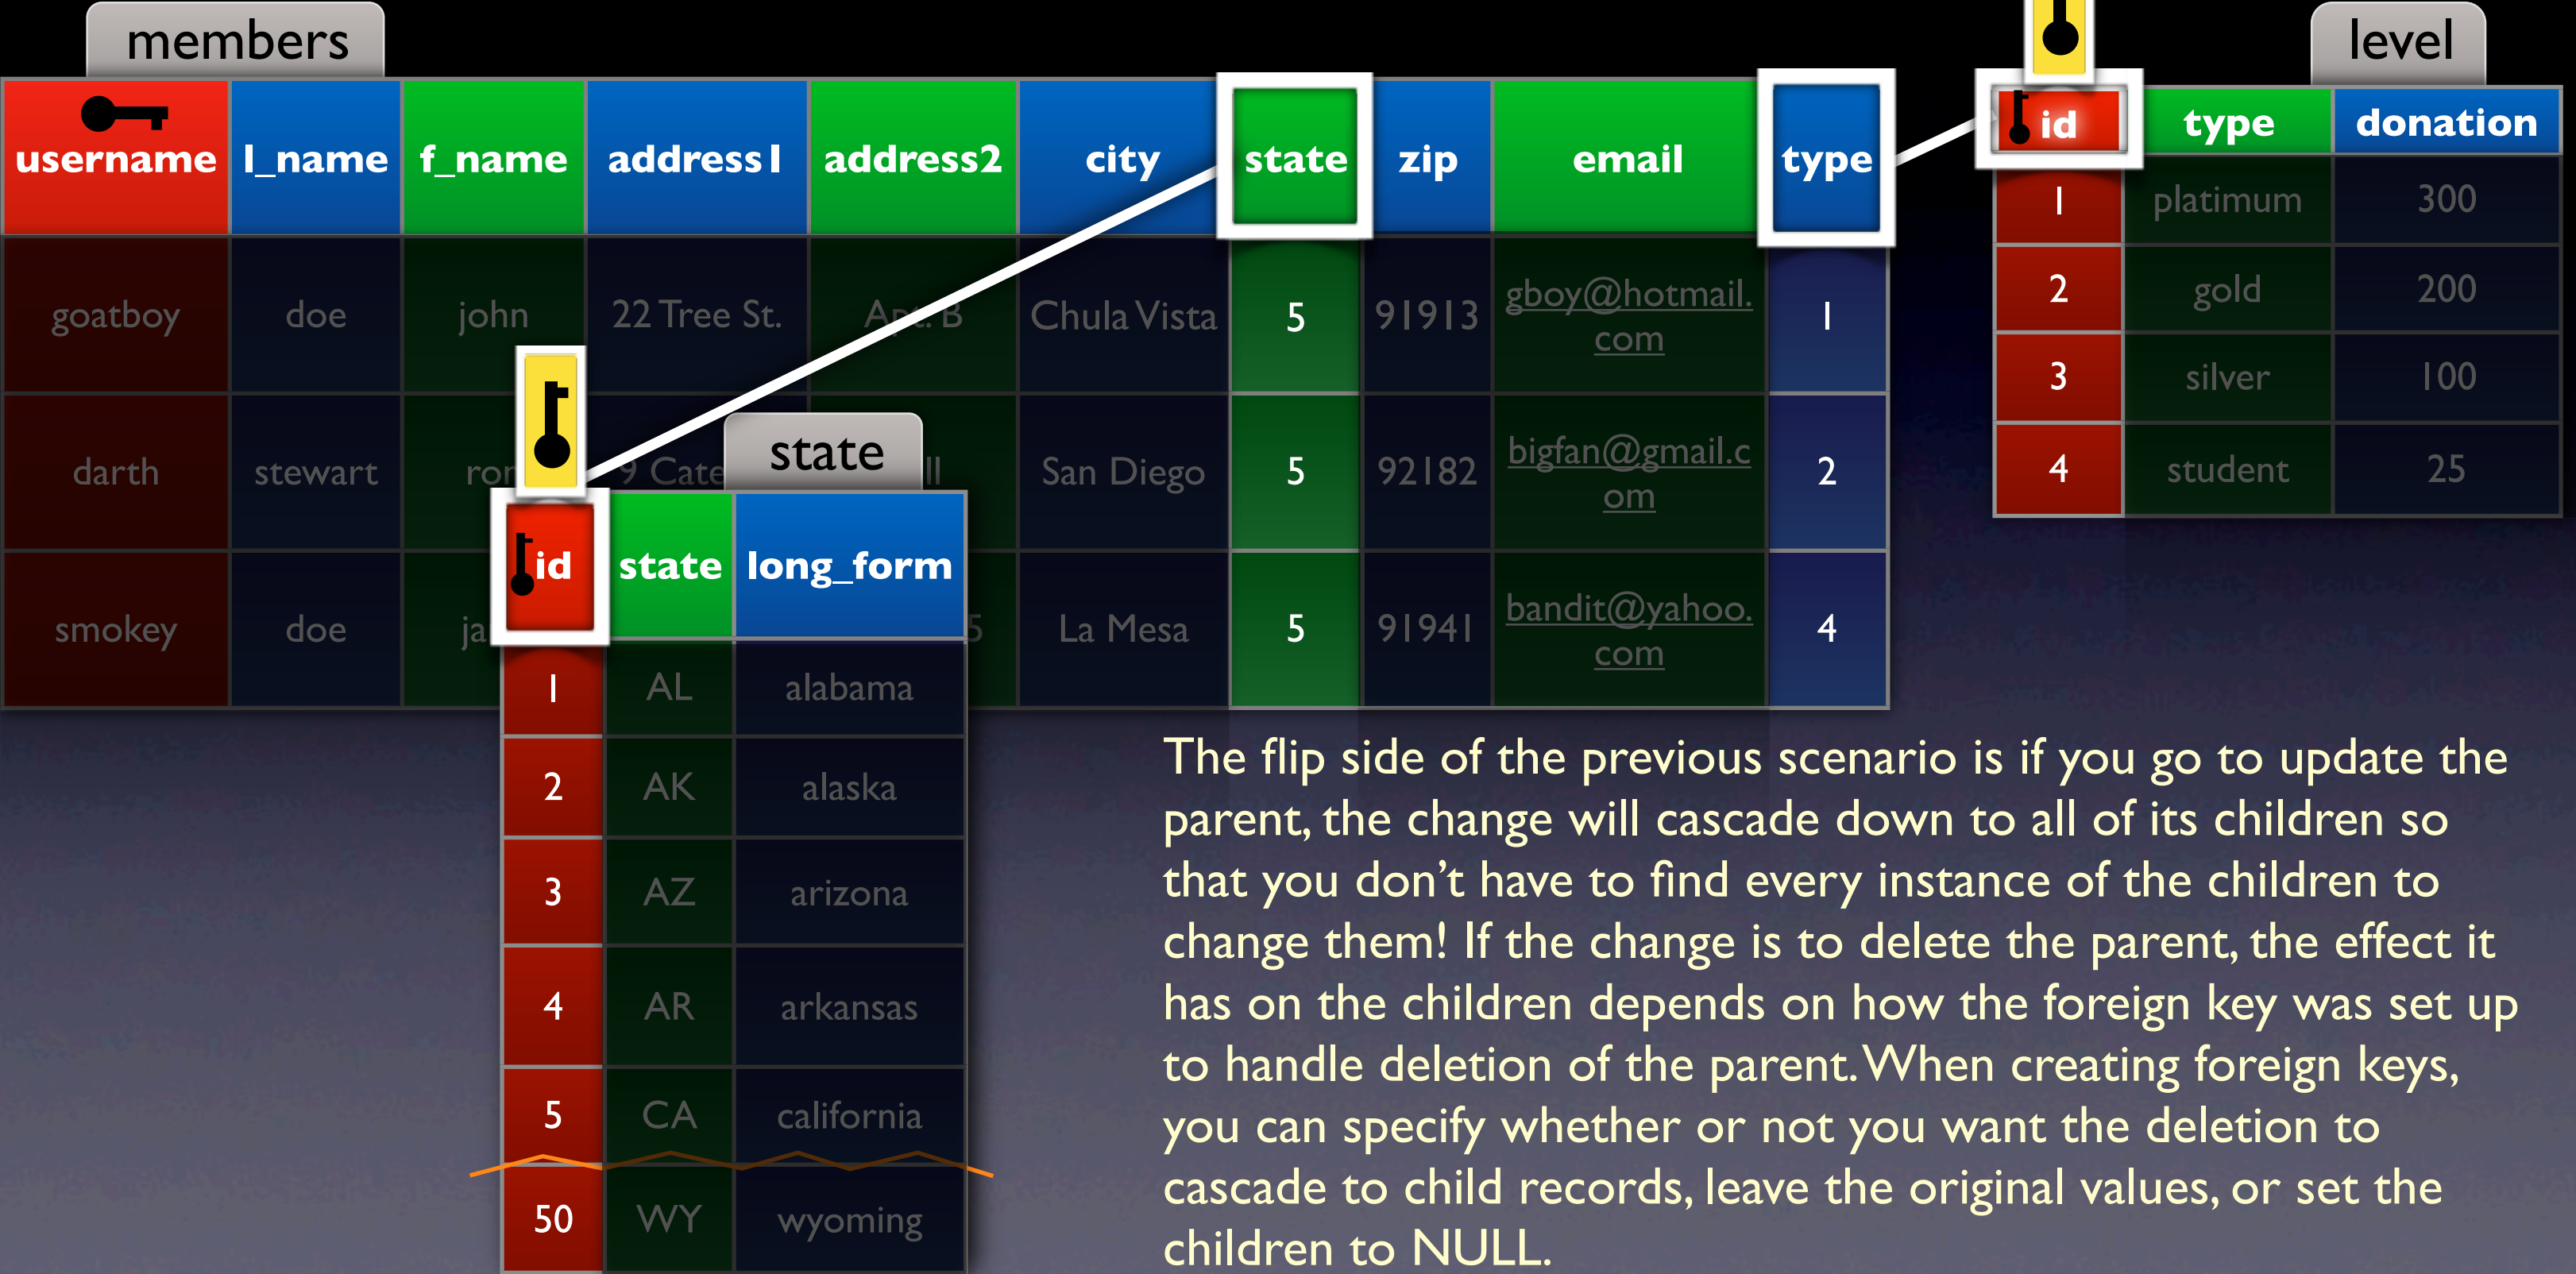 members
username l_name f_name address1 address2 city state zip email type
goatboy doe john 22 Tree St. Apt. B Chula Vista 5 91913 gboy@hotmail.
com
1
darth stewart 9 Cate San Diego 5 92182 bigfan@gmail.c
om
2
smokey doe La Mesa 5 91941 bandit@yahoo.
com
4
level
id type donation
1 platimum 300
2 gold 200
3 silver 100
4 student 25
state
id state long_form
1 AL alabama
2 AK alaska
3 AZ arizona
4 AR arkansas
5 CA california
50 WY wyoming
The flip side of the previous scenario is if you go to update the
parent, the change will cascade down to all of its children so
that you don’t have to find every instance of the children to
change them! If the change is to delete the parent, the effect it
has on the children depends on how the foreign key was set up
to handle deletion of the parent. When creating foreign keys,
you can specify whether or not you want the deletion to
cascade to child records, leave the original values, or set the
children to NULL.